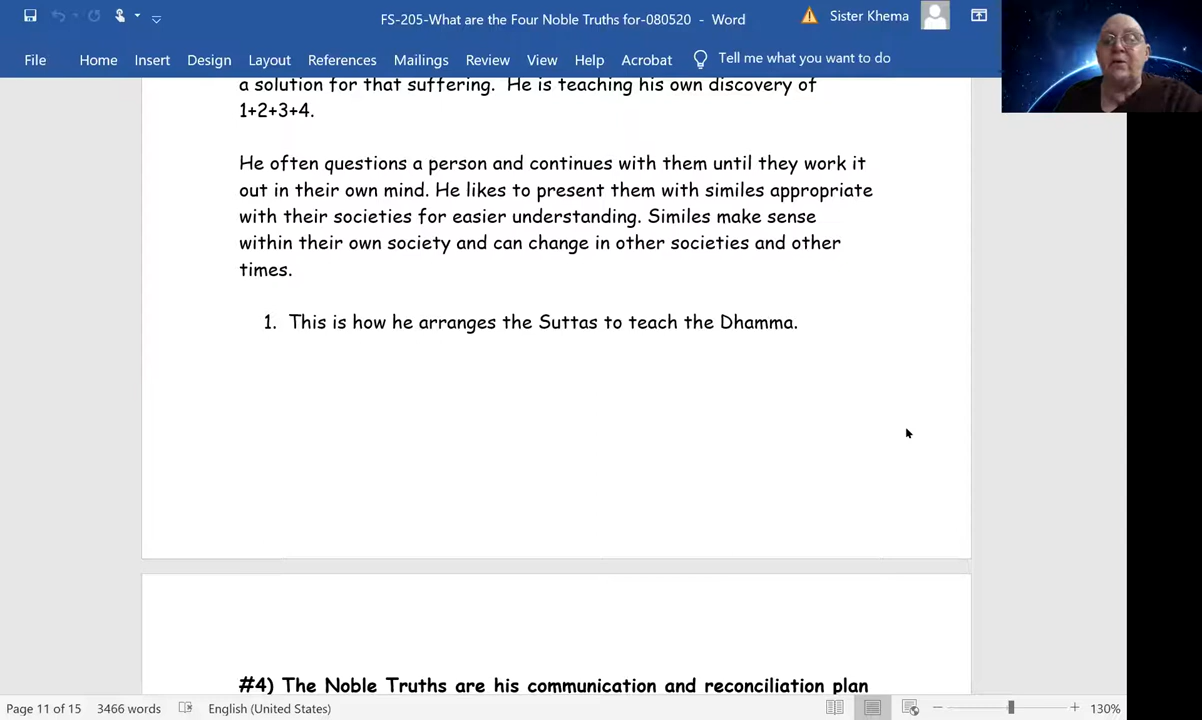 FS-205-What are the Four Noble Truths for-080520 - Word
Sister Khema
File Home Insert Design Layout References Mailings Review View Help Acrobat Tell me what you want to do
a solution for that suffering. He is teaching his own discovery of
1+2+3+4.
He often questions a person and continues with them until they work it
out in their own mind. He likes to present them with similes appropriate
with their societies for easier understanding. Similes make sense
within their own society and can change in other societies and other
times.
1. This is how he arranges the Suttas to teach the Dhamma.
#4) The Noble Truths are his communication and reconciliation plan
Page 11 of 15 3466 words English (United States) 130%